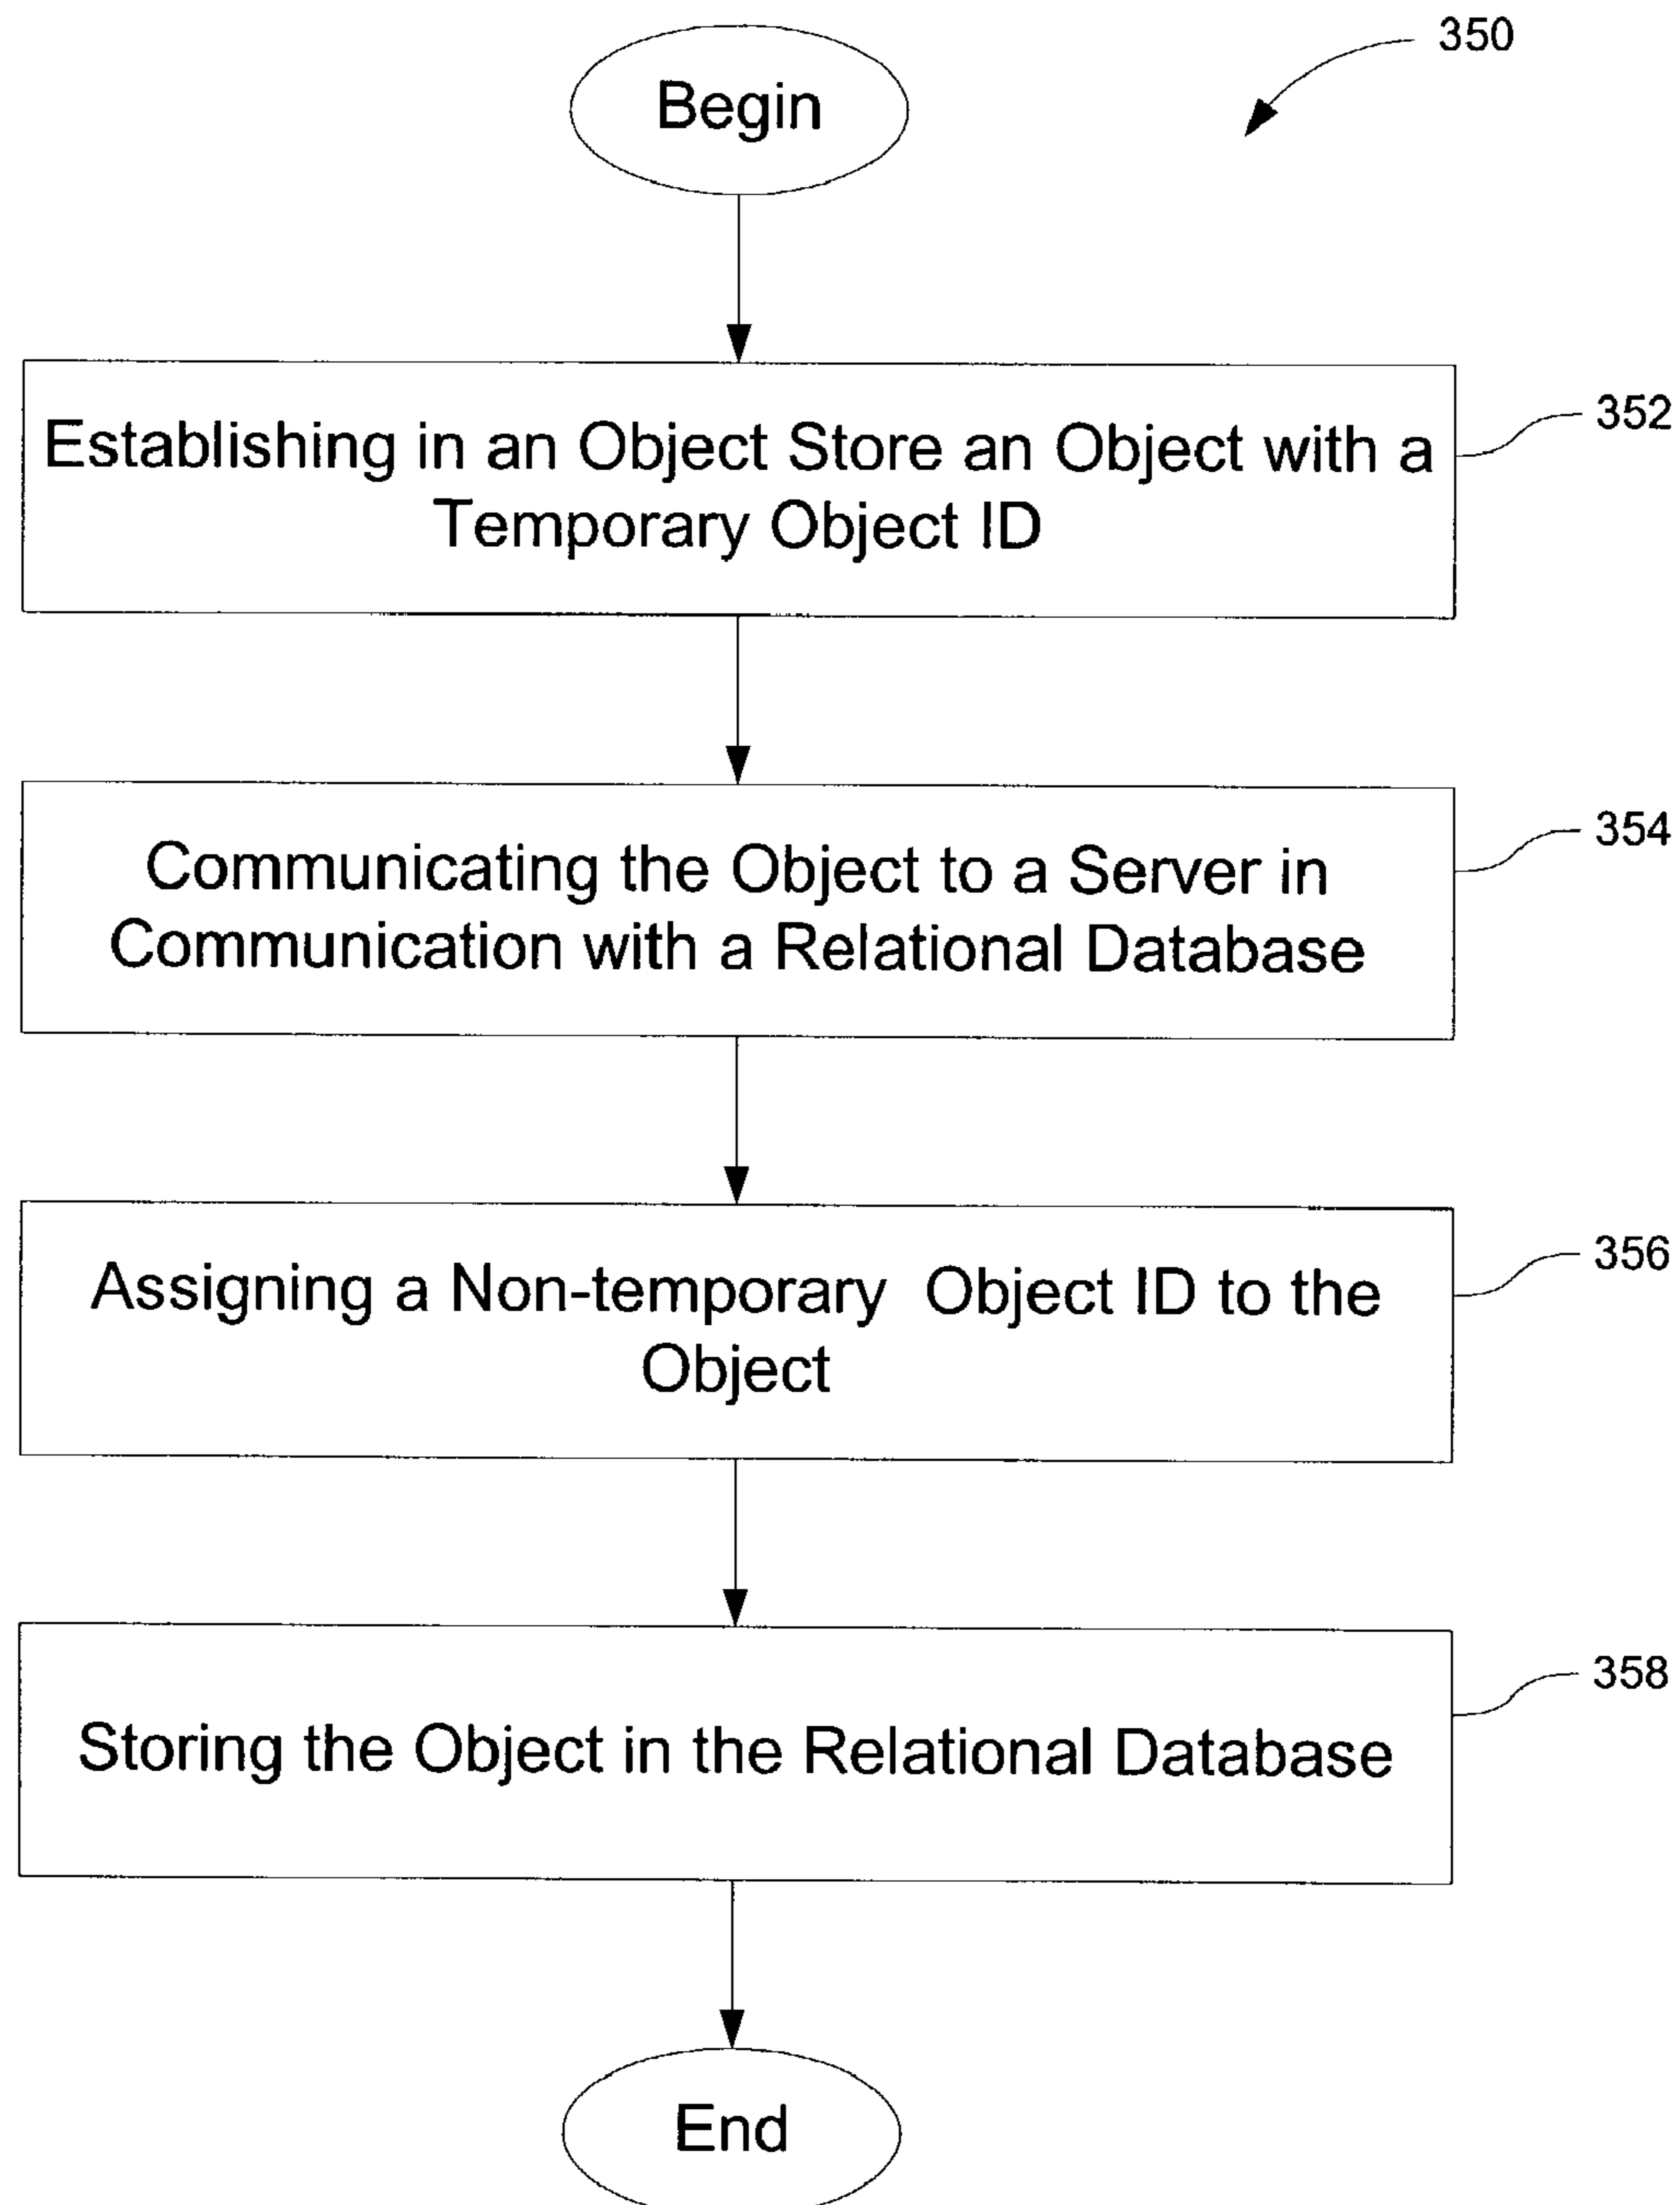 350
Begin
Establishing in an Object Store an Object with a
Temporary Object ID
352
Communicating the Object to a Server in
Communication with a Relational Database
354
Assigning a Non-temporary Object ID to the
Object
356
Storing the Object in the Relational Database
358
End